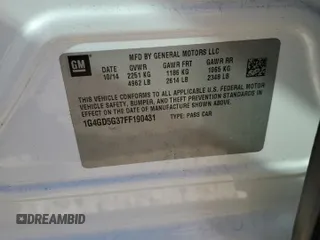 GM
MFD BY GENERAL MOTORS LLC
10/14 GVWR GAWR FRT GAWR RR
2251 KG 1186 KG 1065 KG
4962 LB 2614 LB 2348 LB
THIS VEHICLE CONFORMS TO ALL APPLICABLE U.S. FEDERAL MOTOR
VEHICLE SAFETY, BUMPER, AND THEFT PREVENTION STANDARDS IN
EFFECT ON THE DATE OF MANUFACTURE SHOWN ABOVE.
1G4GD5G37FF190431 TYPE: PASS CAR
DREAMBID